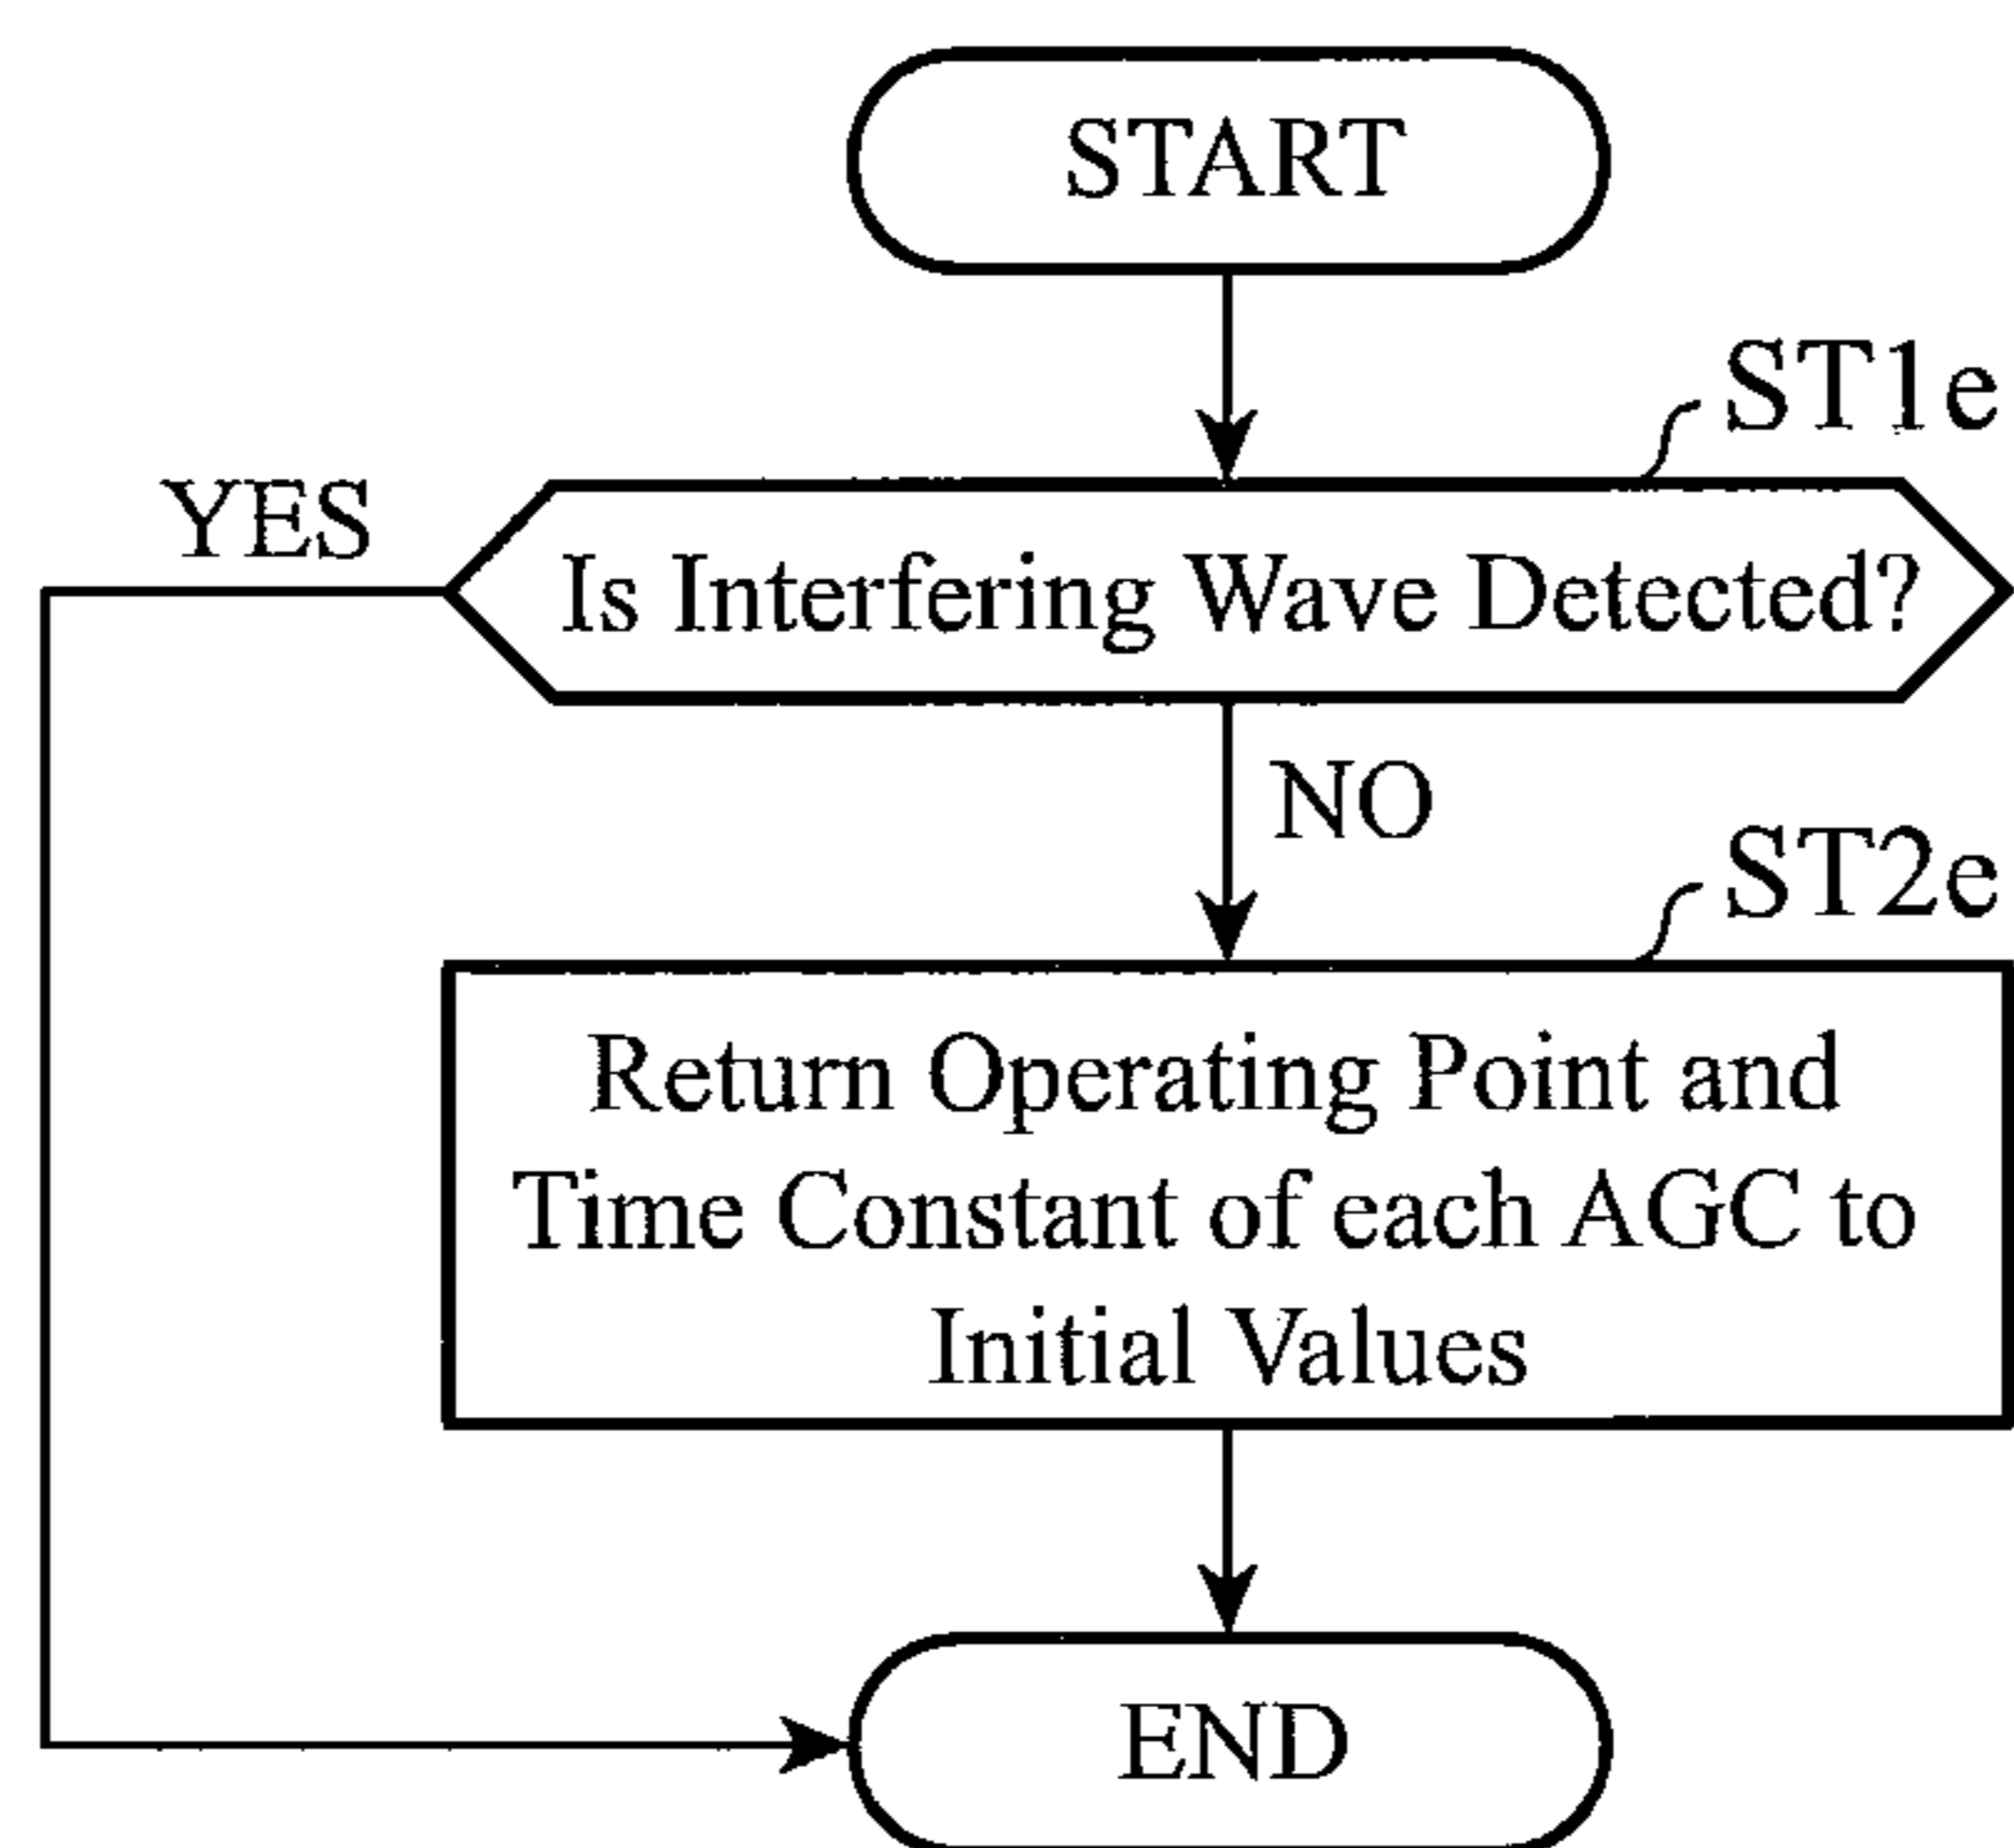 START
ST1e
YES
Is Interfering Wave Detected?
NO
ST2e
Return Operating Point and
Time Constant of each AGC to
Initial Values
END